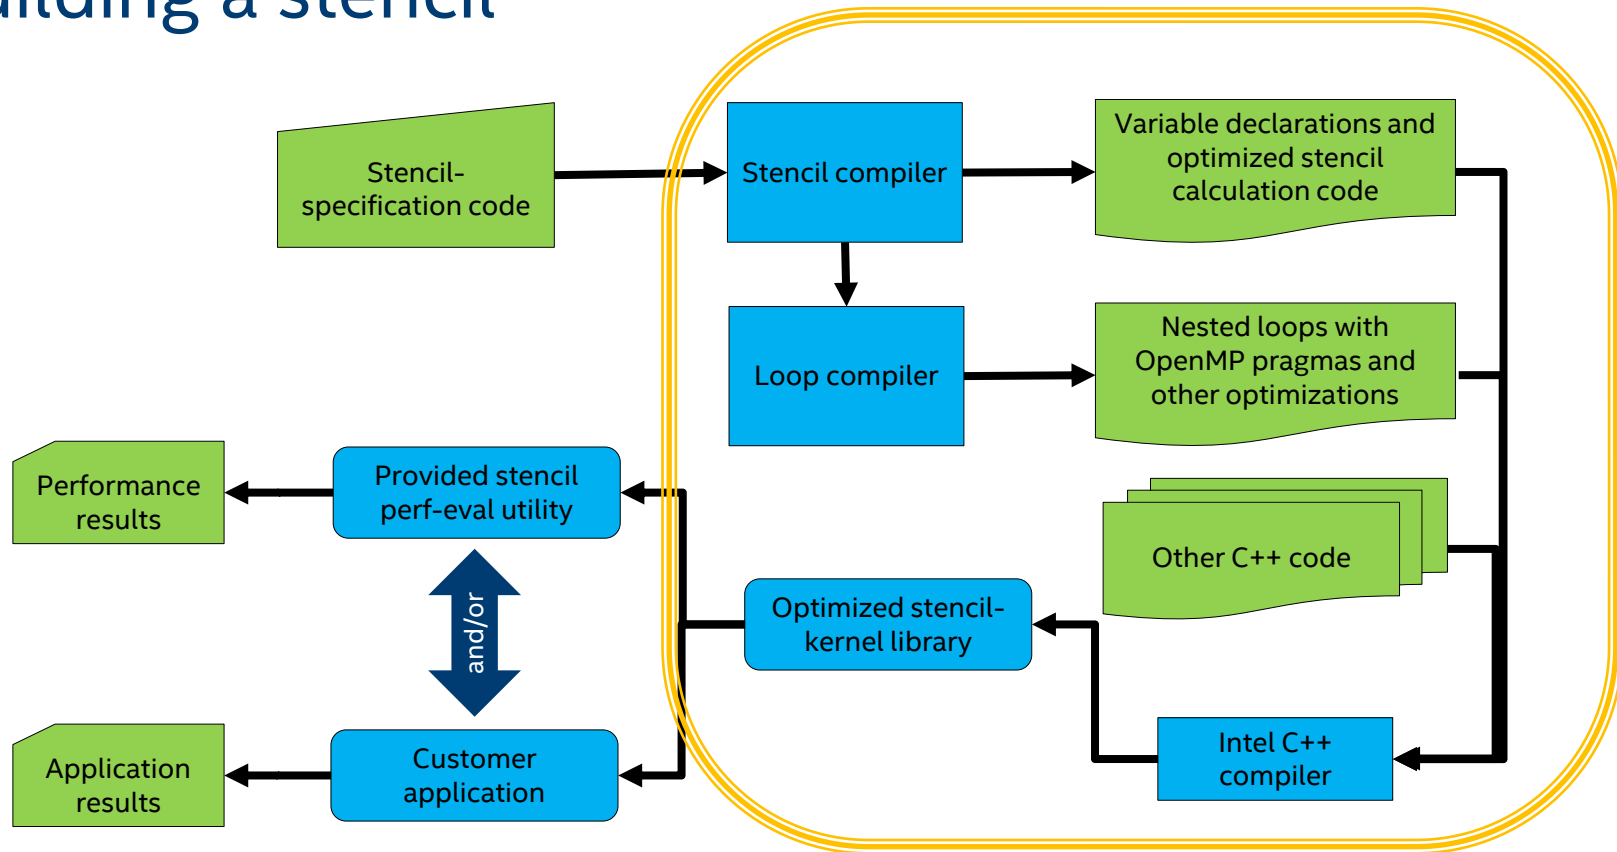 building a stencil
Stencil-
specification code
Stencil compiler
Variable declarations and
optimized stencil
calculation code
Loop compiler
Nested loops with
OpenMP pragmas and
other optimizations
Performance
results
Provided stencil
perf-eval utility
Other C++ code
and/or
Optimized stencil-
kernel library
Application
results
Customer
application
Intel C++
compiler